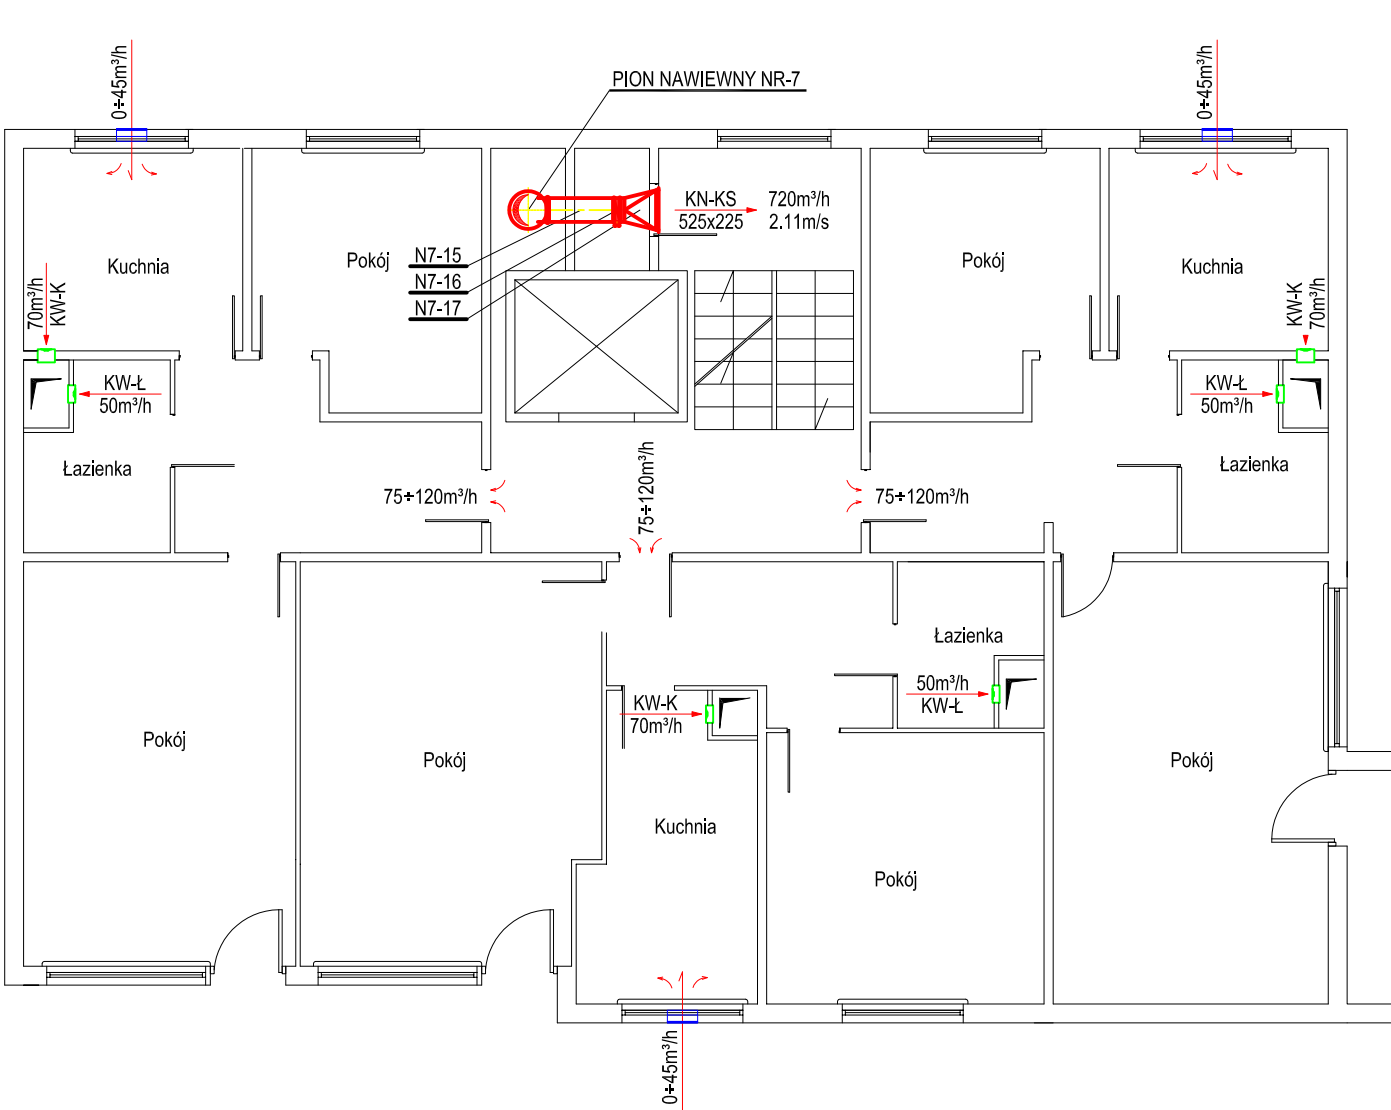 0÷45m³/h
PION NAWIEWNY NR-7
0÷45m³/h
KN-KS
525x225
720m³/h
2.11m/s
Kuchnia
Pokój
N7-15
N7-16
N7-17
Pokój
Kuchnia
70m³/h
KW-K
KW-K
70m³/h
KW-Ł
50m³/h
KW-Ł
50m³/h
Łazienka
Łazienka
75÷120m³/h
75÷120m³/h
75÷120m³/h
Łazienka
50m³/h
KW-Ł
KW-K
70m³/h
Pokój
Pokój
Pokój
Kuchnia
Pokój
0÷45m³/h